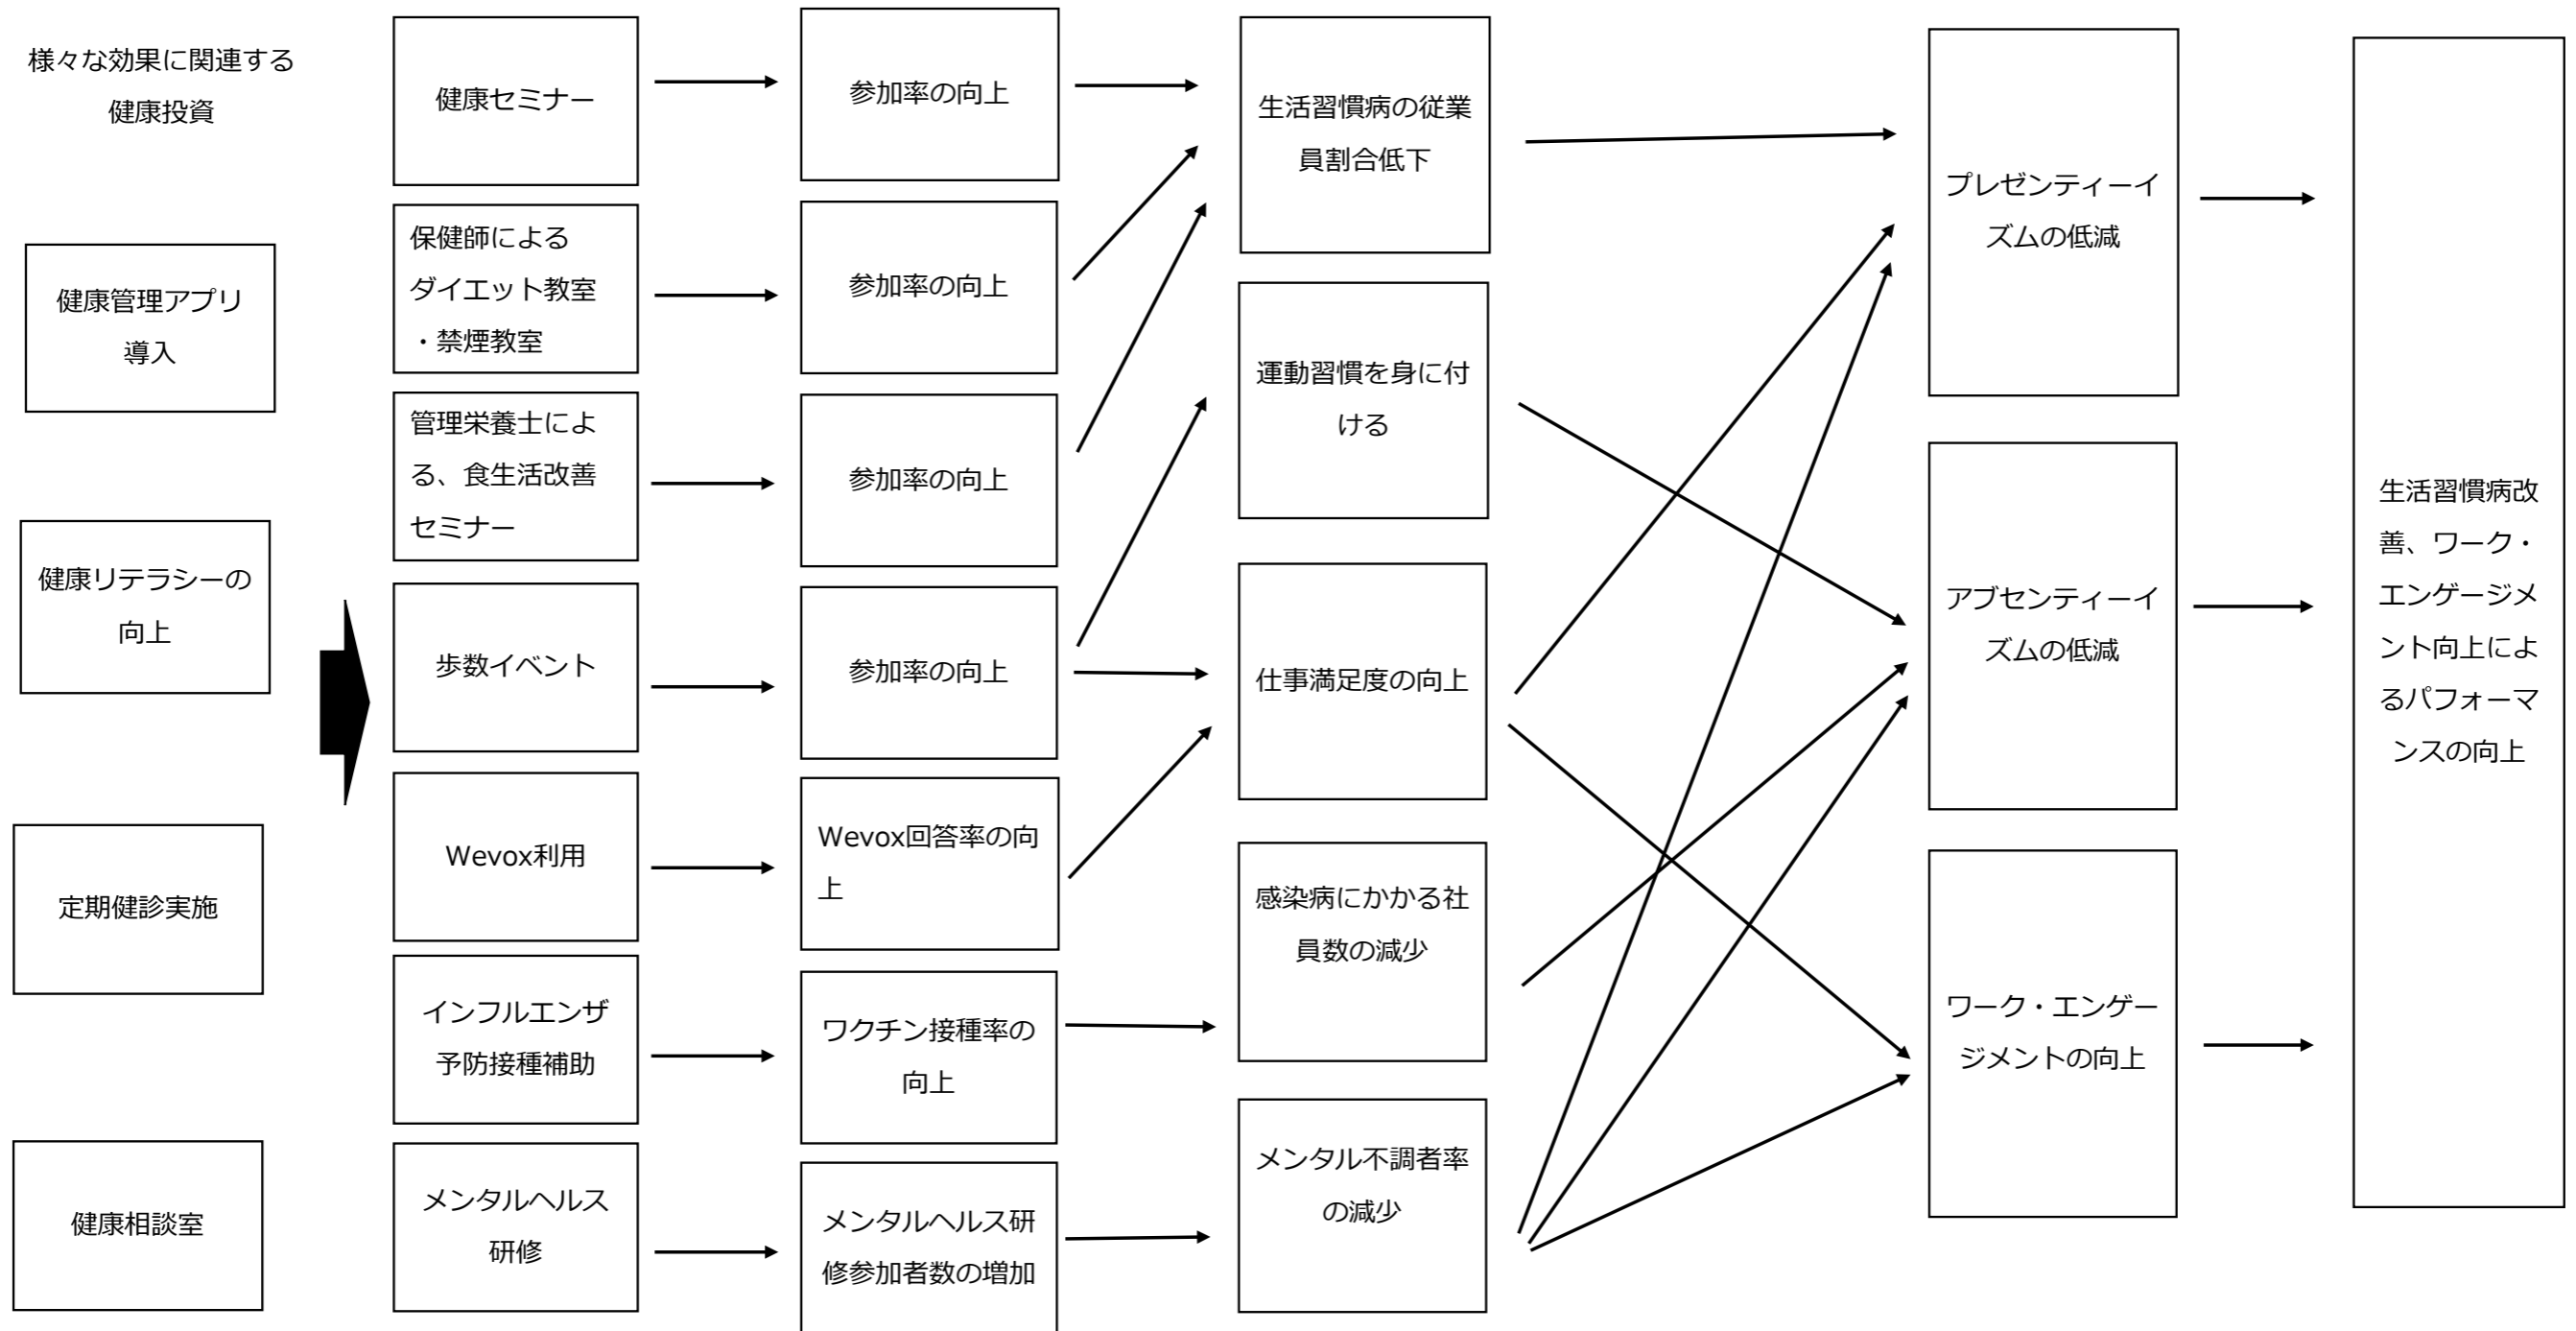 様々な効果に関連する
健康投資
健康管理アプリ
導入
健康リテラシーの
向上
定期健診実施
健康相談室
健康セミナー
保健師による
ダイエット教室
・禁煙教室
管理栄養士によ
る、食生活改善
セミナー
歩数イベント
Wevox利用
インフルエンザ
予防接種補助
メンタルヘルス
研修
参加率の向上
参加率の向上
参加率の向上
参加率の向上
Wevox回答率の向
上
ワクチン接種率の
向上
メンタルヘルス研
修参加者数の増加
生活習慣病の従業
員割合低下
運動習慣を身に付
ける
仕事満足度の向上
感染病にかかる社
員数の減少
メンタル不調者率
の減少
プレゼンティーイ
ズムの低減
アブセンティーイ
ズムの低減
ワーク・エンゲー
ジメントの向上
生活習慣病改
善、ワーク・
エンゲージメ
ント向上によ
るパフォーマ
ンスの向上